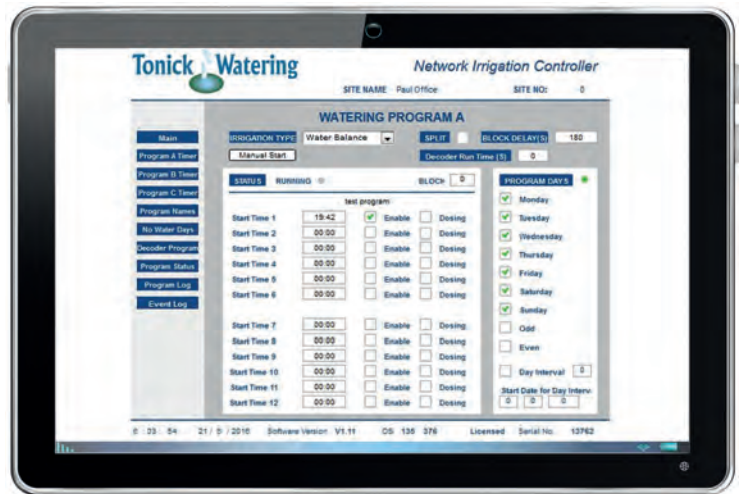 Tonick Watering
Network Irrigation Controller
SITE NAME Paul Office SITE NO: 0
WATERING PROGRAM A
IRRIGATION TYPE Water Balance SPLIT BLOCK DELAY(S) 180
Manual Start Decoder Run Time (S) 0
Main
Program A Timer
Program B Timer
Program C Timer
Program Names
No Water Days
Decoder Program
Program Status
Program Log
Event Log
STATUS RUNNING BLOCK 0
test program
Start Time 1 19:42 Enable Dosing
Start Time 2 00:00 Enable Dosing
Start Time 3 00:00 Enable Dosing
Start Time 4 00:00 Enable Dosing
Start Time 5 00:00 Enable Dosing
Start Time 6 00:00 Enable Dosing
Start Time 7 00:00 Enable Dosing
Start Time 8 00:00 Enable Dosing
Start Time 9 00:00 Enable Dosing
Start Time 10 00:00 Enable Dosing
Start Time 11 00:00 Enable Dosing
Start Time 12 00:00 Enable Dosing
PROGRAM DAYS
Monday
Tuesday
Wednesday
Thursday
Friday
Saturday
Sunday
Odd
Even
Day Interval 0
Start Date for Day Interv
0 0 0
23 : 54 21 / 5 / 2016 Software Version V1.11 OS 135 376 Licensed Serial No. 13762